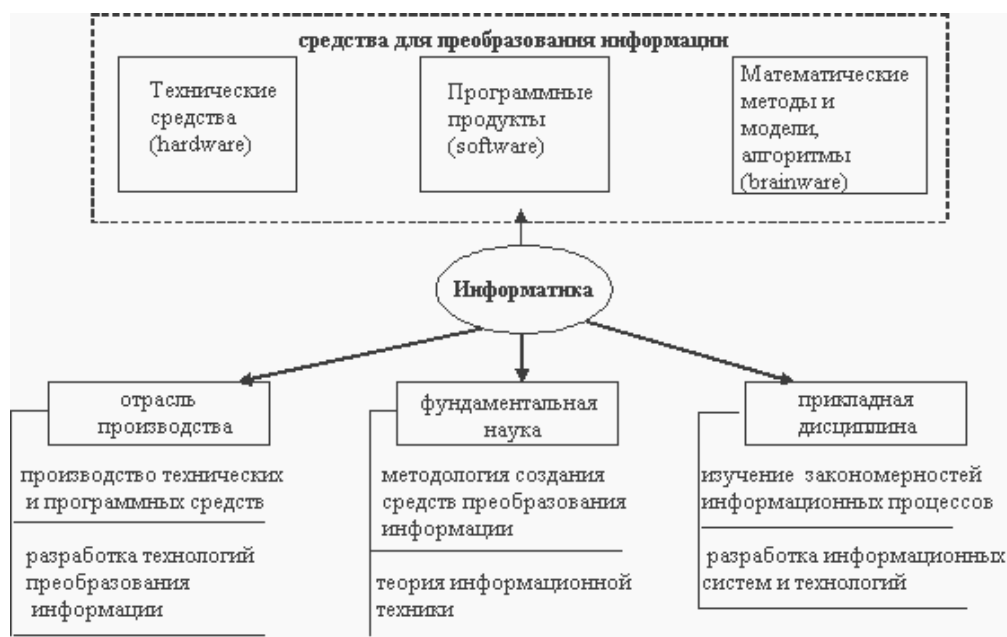 средства для преобразования информации
Технические
средства
(hardware)
Программные
продукты
(software)
Математические
методы и
модели,
алгоритмы
(brainware)
Информатика
отрасль
производства
производство технических
и программных средств
разработка технологий
преобразования
информации
фундаментальная
наука
методология создания
средств преобразования
информации
теория информационной
техники
прикладная
дисциплина
изучение закономерностей
информационных процессов
разработка информационных
систем и технологий